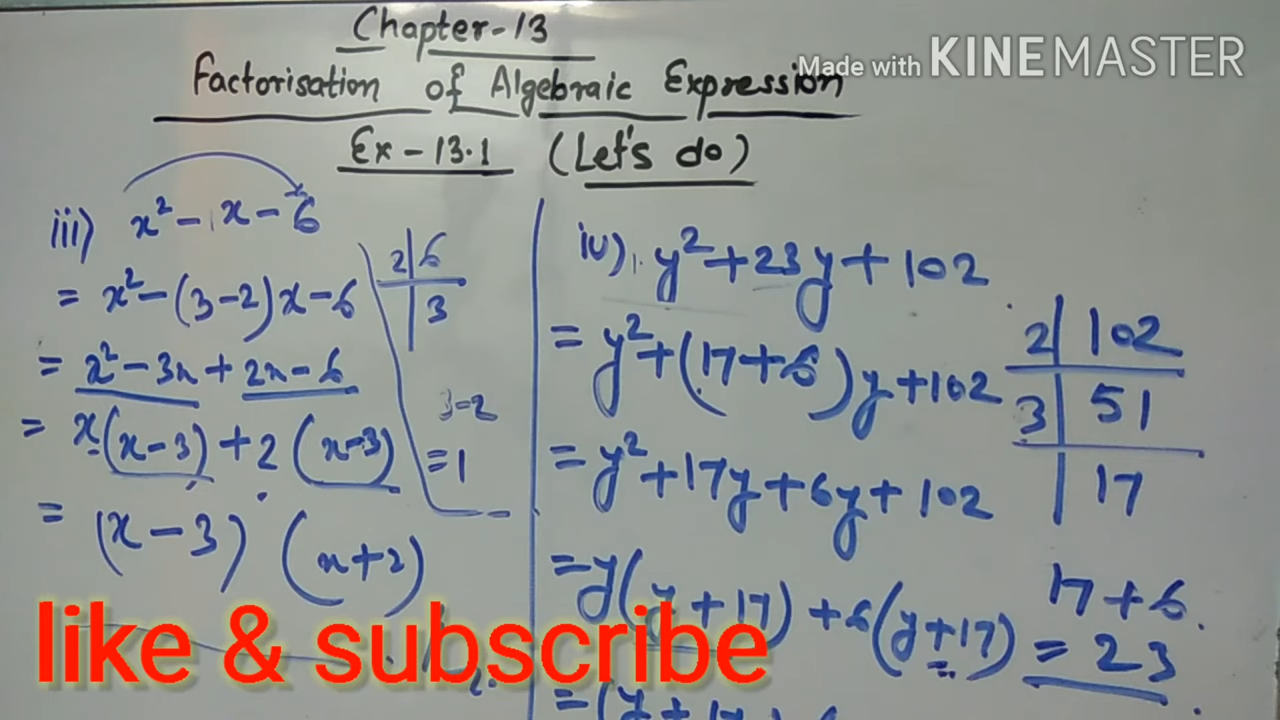 Chapter-13
Made with KINEMASTER
Factorisation of Algebraic Expression
Ex-13.1 (Let's do)
iii) x² - 1x - 6
= x² - (3-2)x - 6
= x² - 3x + 2x - 6
= x(x-3) + 2(x-3)
= (x-3) (x+2)
2 | 6
| 3
3-2
= 1
iv) 1. y² + 23y + 102
= y² + (17+6)y + 102
= y² + 17y + 6y + 102
= y(y+17) + 6(y+17)
= (y+17
2 | 102
3 | 51
| 17
17+6
= 23
like & subscribe